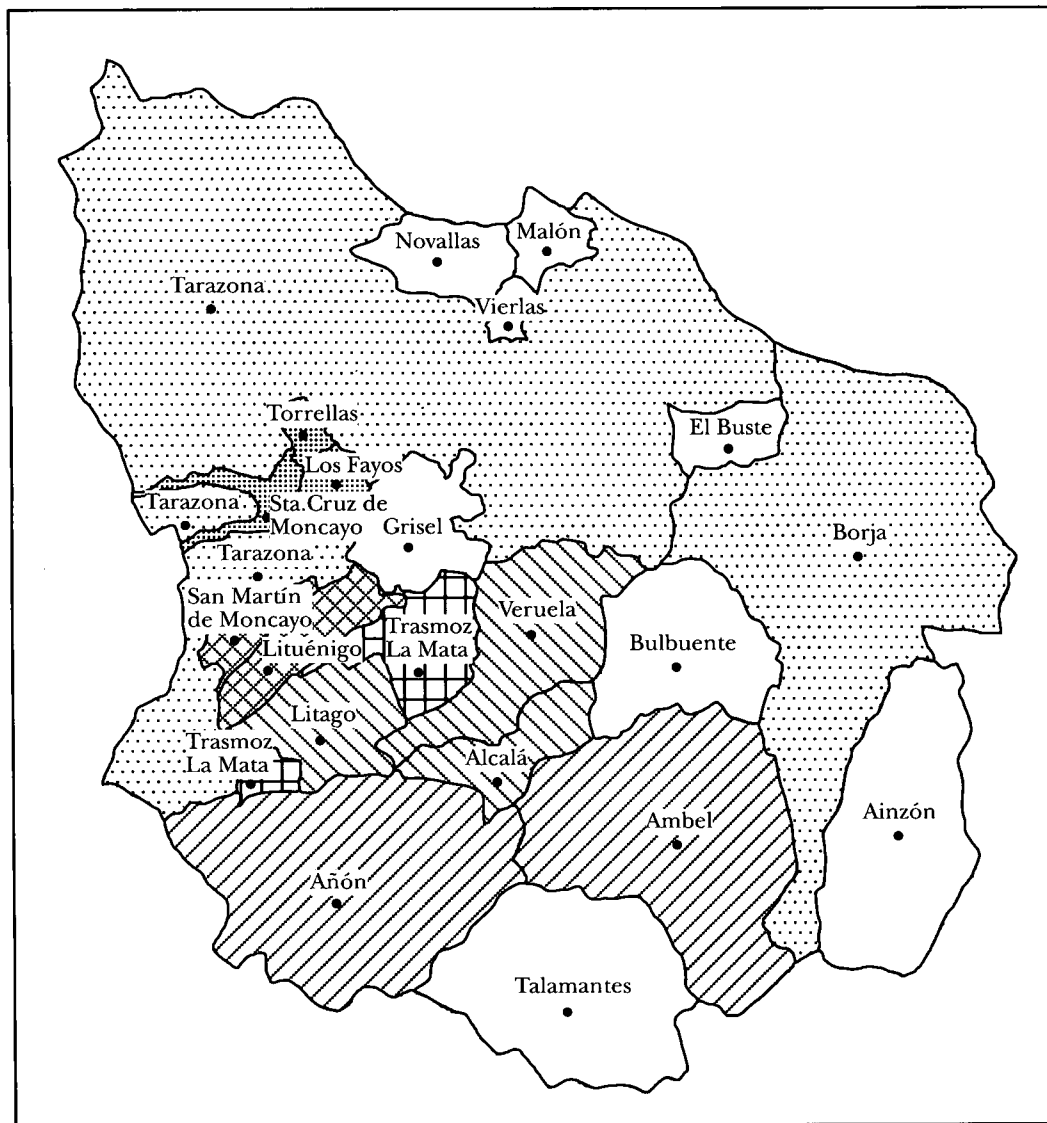 Malón
Novallas
Tarazona
Vierlas
Torrellas
El Buste
Los Fayos
Tarazona
Sta. Cruz de
Moncayo
Grisel
Borja
Tarazona
San Martín
de Moncayo
Veruela
Trasmoz
La Mata
Lituénigo
Bulbuente
Litago
Trasmoz
La Mata
Alcalá
Ambel
Ainzón
Añón
Talamantes